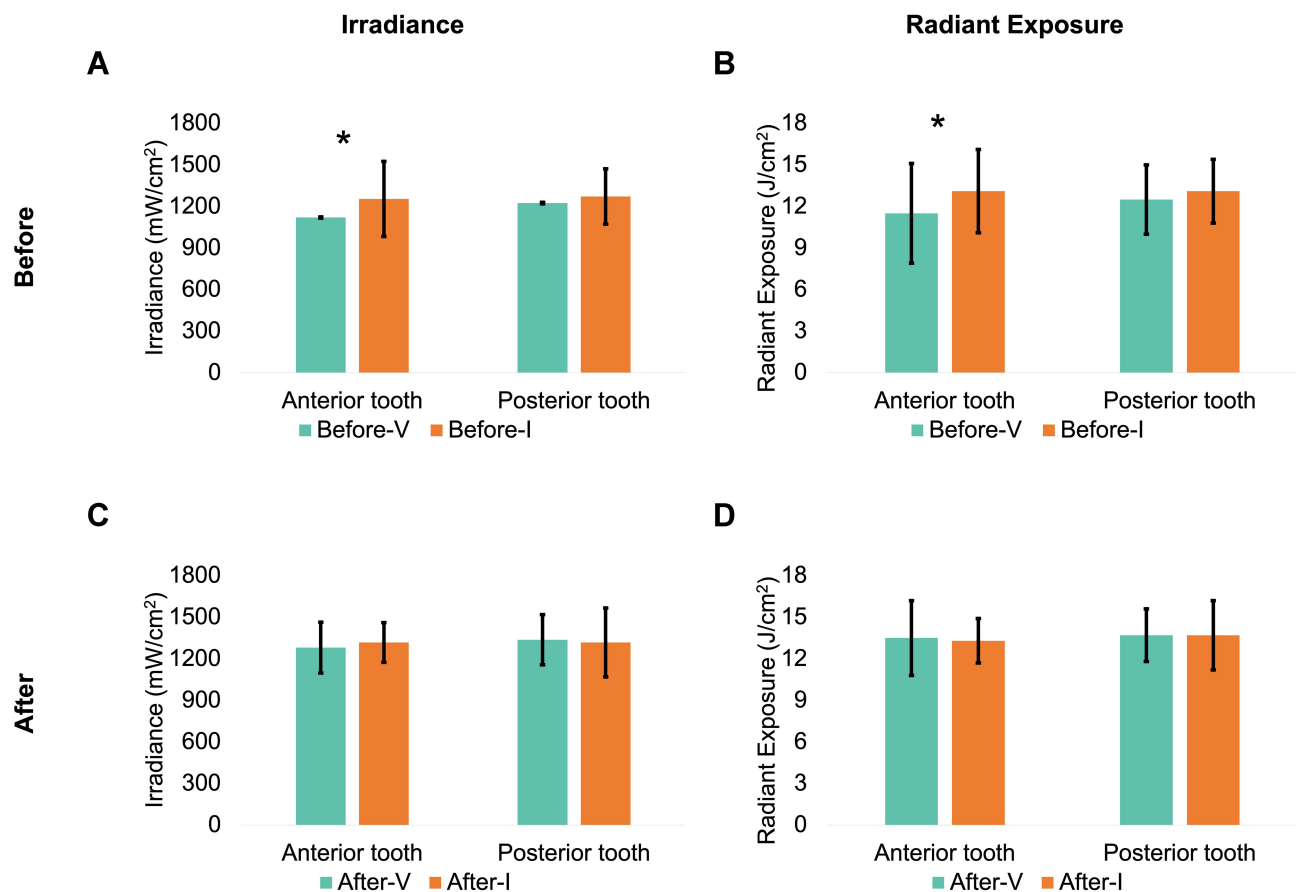 Irradiance
Radiant Exposure
A
B
Before
Irradiance (mW/cm²)
1800
1500
1200
900
600
300
0
*
Anterior tooth
Posterior tooth
Before-V
Before-I
Radiant Exposure (J/cm²)
18
15
12
9
6
3
0
*
Anterior tooth
Posterior tooth
Before-V
Before-I
C
D
After
Irradiance (mW/cm²)
1800
1500
1200
900
600
300
0
Anterior tooth
Posterior tooth
After-V
After-I
Radiant Exposure (J/cm²)
18
15
12
9
6
3
0
Anterior tooth
Posterior tooth
After-V
After-I